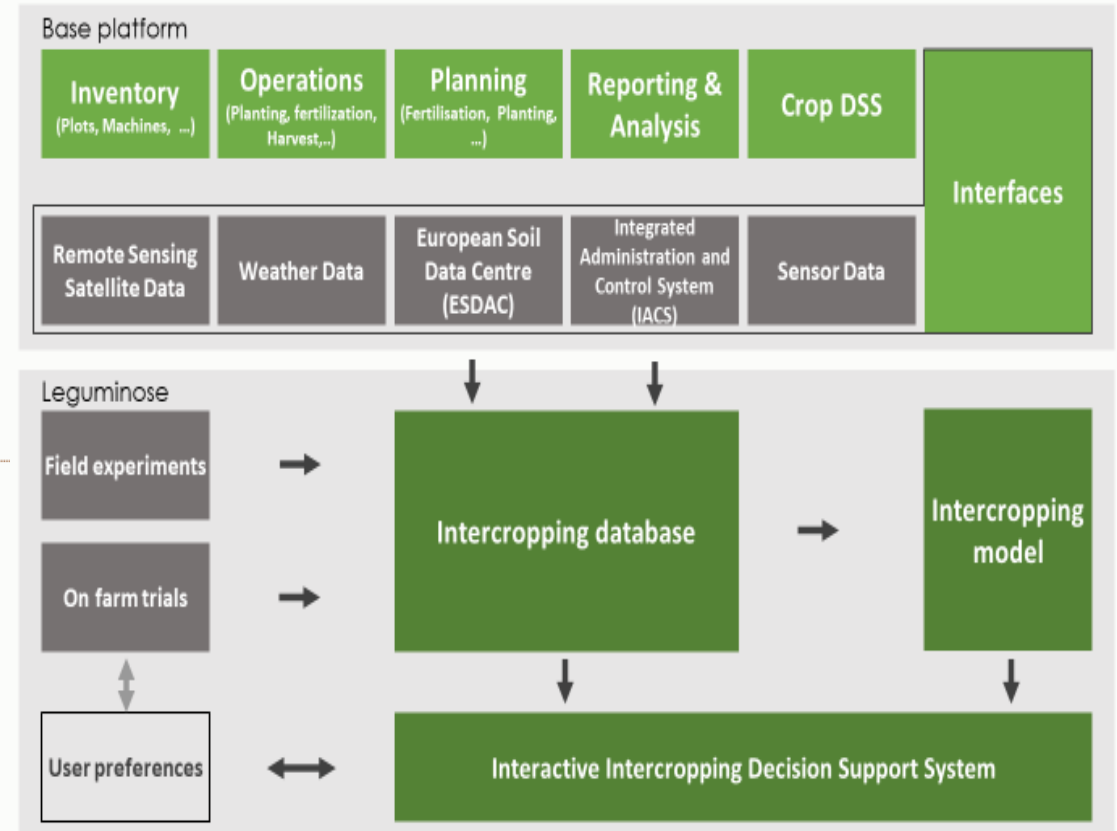 Base platform
Inventory
(Plots, Machines, ...)
Operations
(Planting, fertilization,
Harvest,..)
Planning
(Fertilisation, Planting,
...)
Reporting &
Analysis
Crop DSS
Interfaces
Remote Sensing
Satellite Data
Weather Data
European Soil
Data Centre
(ESDAC)
Integrated
Administration and
Control System
(IACS)
Sensor Data
Leguminose
Field experiments
On farm trials
User preferences
Intercropping database
Intercropping
model
Interactive Intercropping Decision Support System